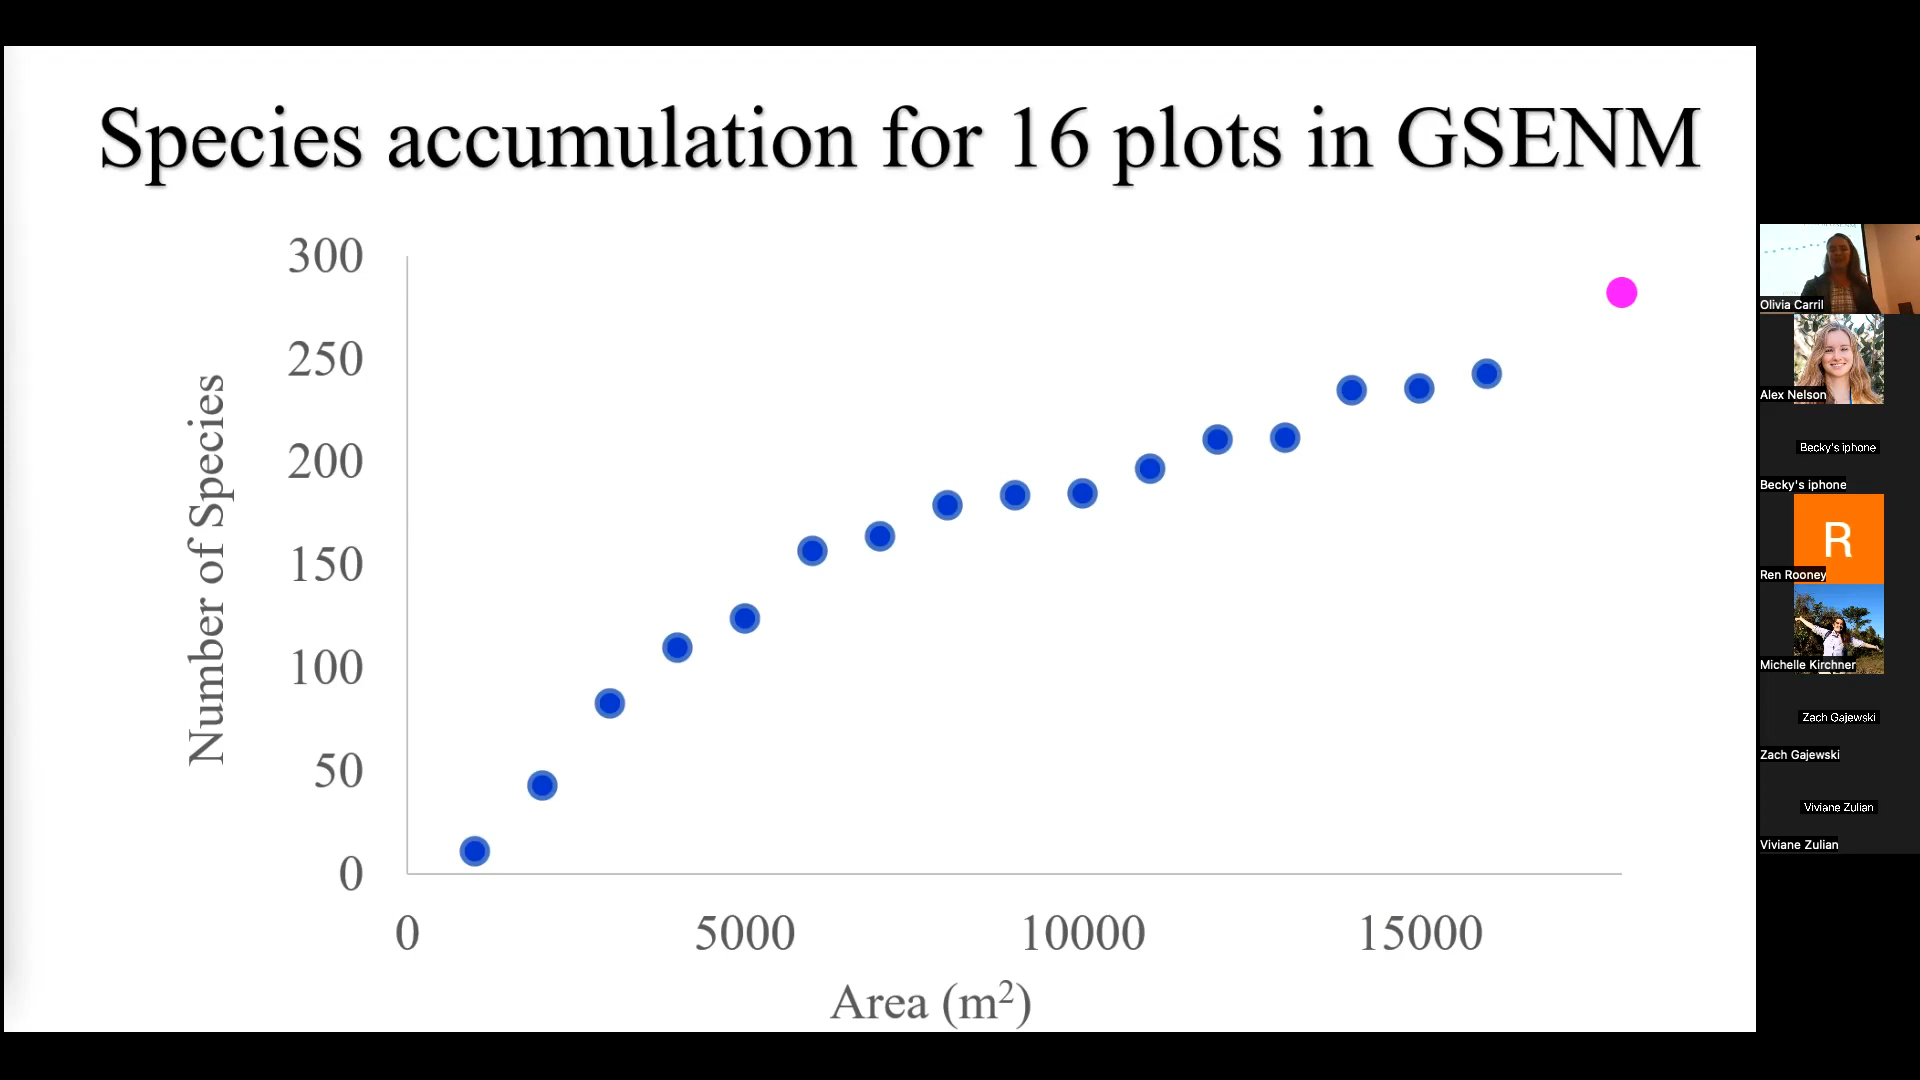 Species accumulation for 16 plots in GSENM
300
250
200
150
100
50
0
Number of Species
0 5000 10000 15000
Area (m²)
Olivia Carril
Alex Nelson
Becky's iphone
Becky's iphone
R
Ren Rooney
Michelle Kirchner
Zach Gajewski
Zach Gajewski
Viviane Zulian
Viviane Zulian